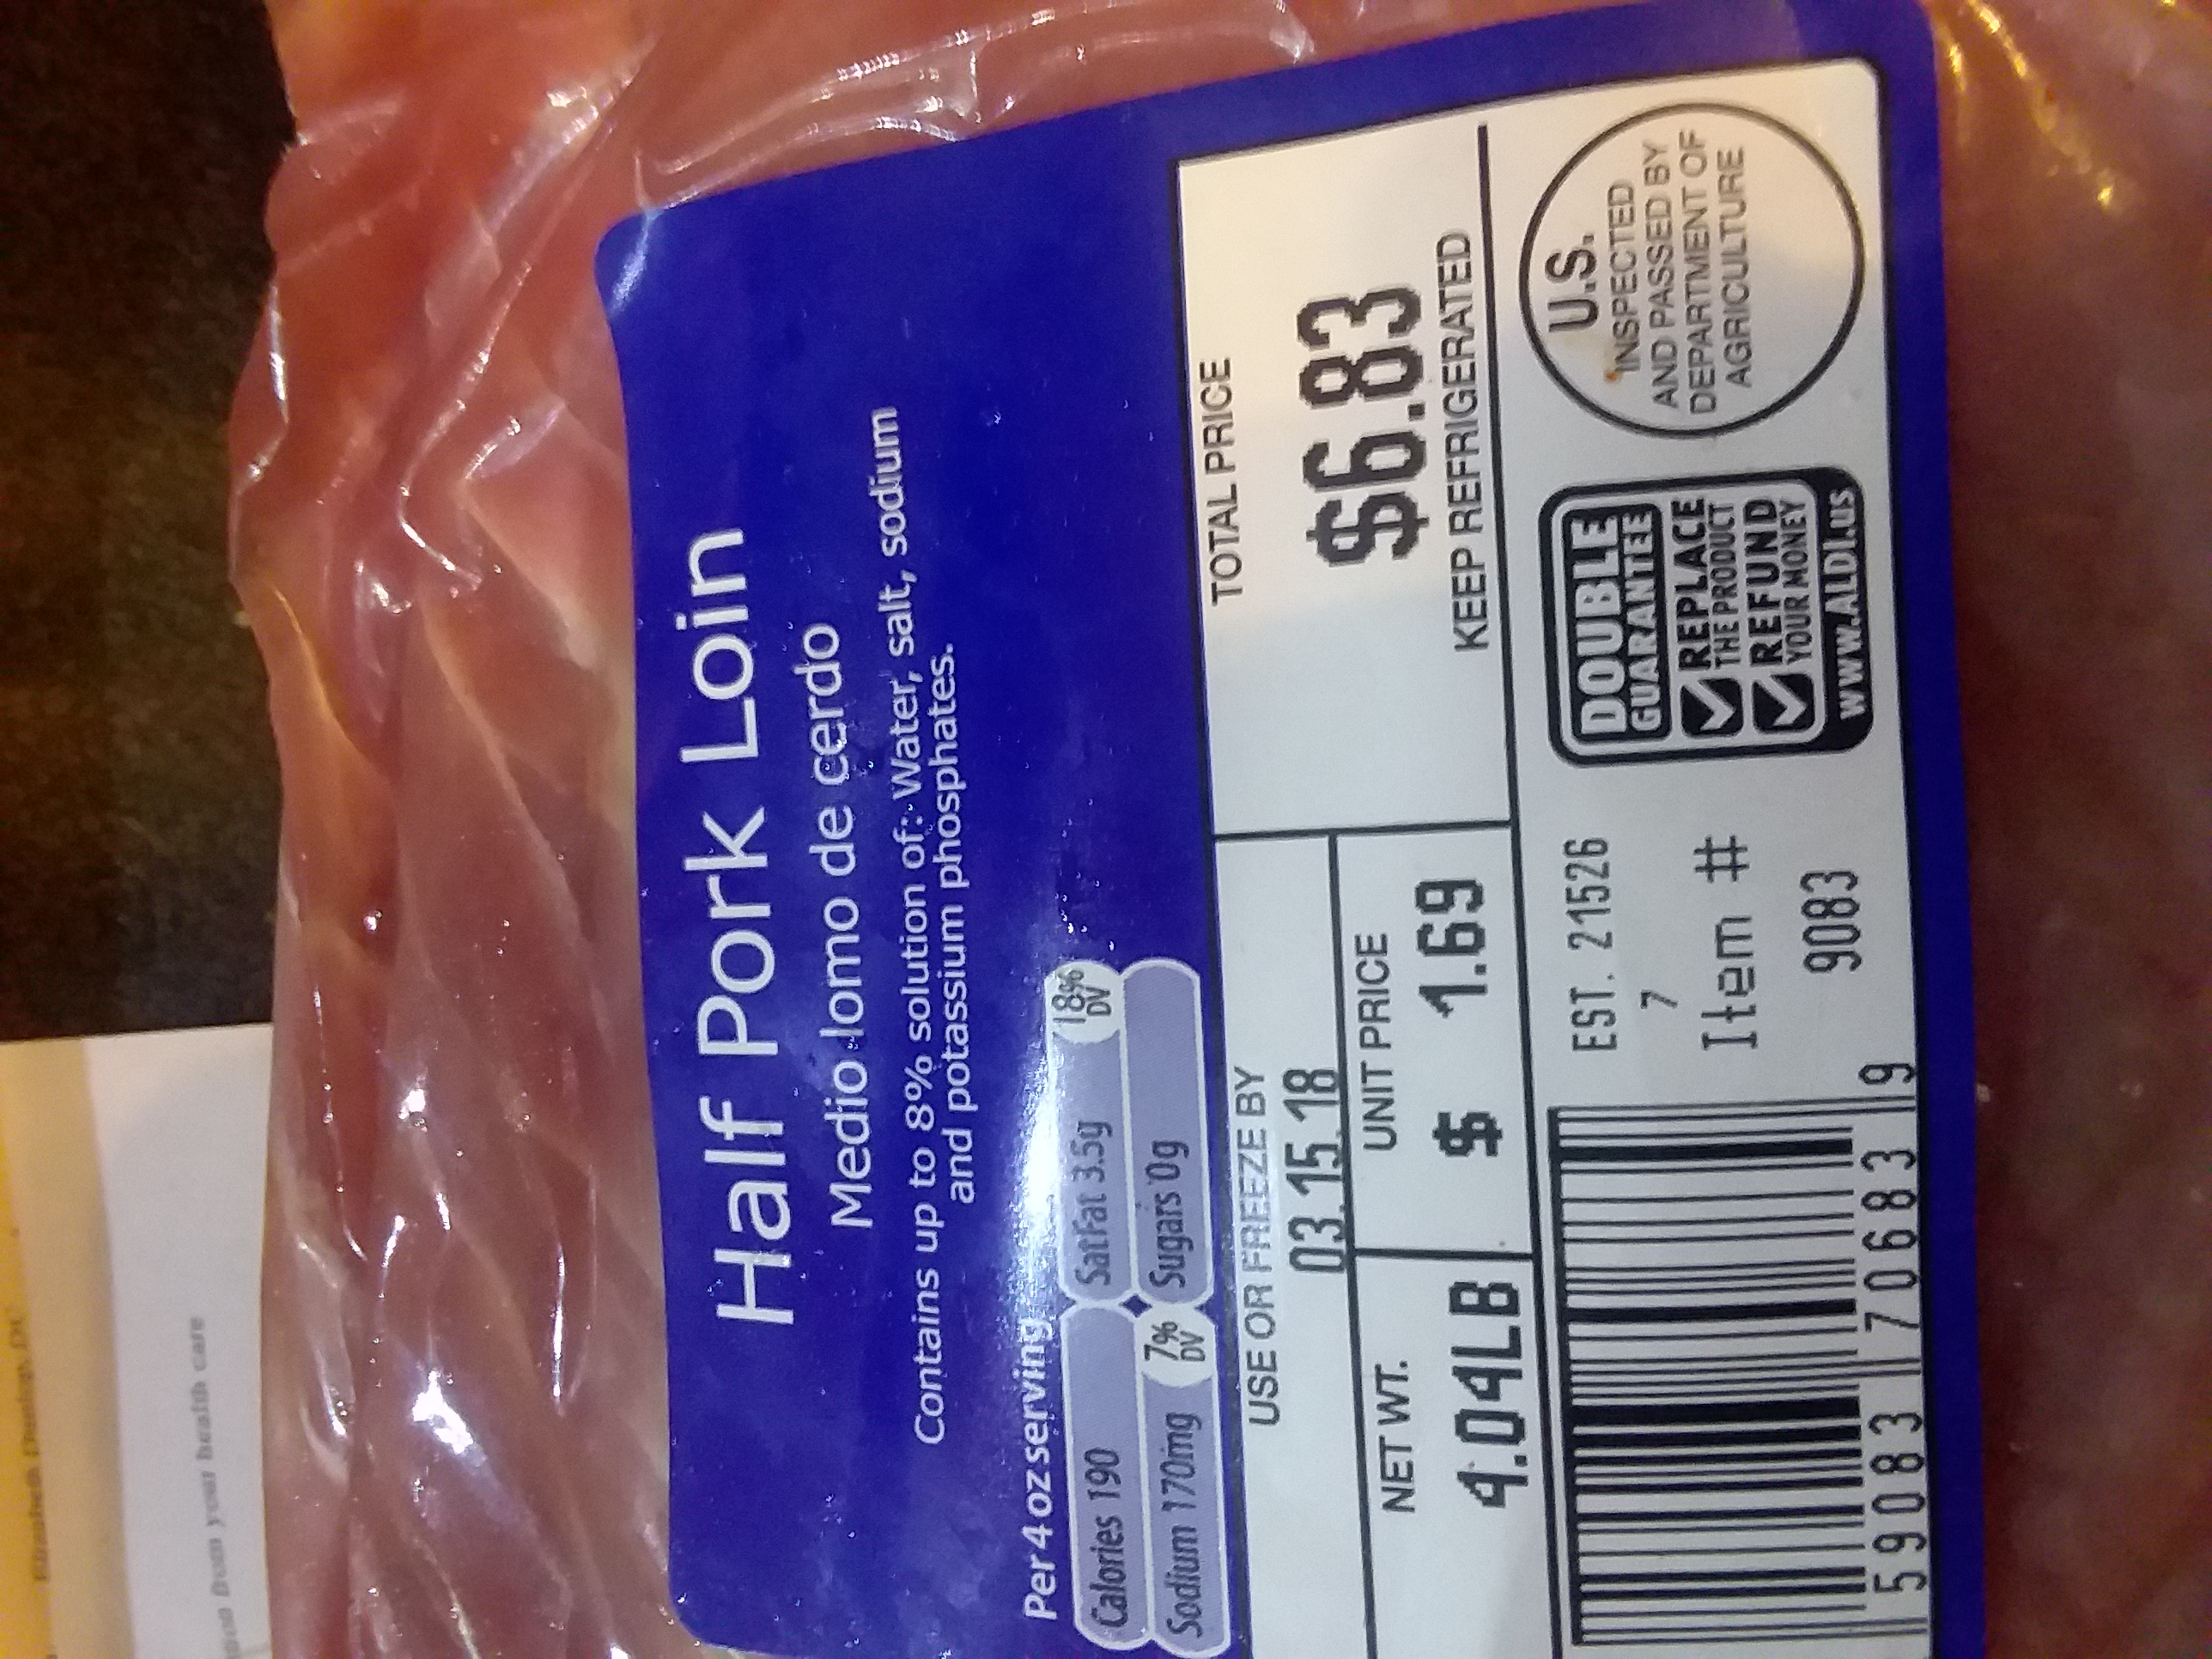 Elizabeth Dunlop, DC
from your health care
Half Pork Loin
Medio lomo de cerdo
Contains up to 8% solution of: Water, salt, sodium
and potassium phosphates.
Per 4 oz serving
Calories 190
SatFat 3.5g
18%
DV
Sodium 170mg
7%
DV
Sugars 0g
USE OR FREEZE BY
03.15.18
NET WT.
4.04LB
UNIT PRICE
$ 1.69
TOTAL PRICE
$6.83
KEEP REFRIGERATED
59083 70683 9
EST. 21526
7
Item #
9083
DOUBLE
GUARANTEE
REPLACE
THE PRODUCT
REFUND
YOUR MONEY
www.ALDI.us
U.S.
INSPECTED
AND PASSED BY
DEPARTMENT OF
AGRICULTURE